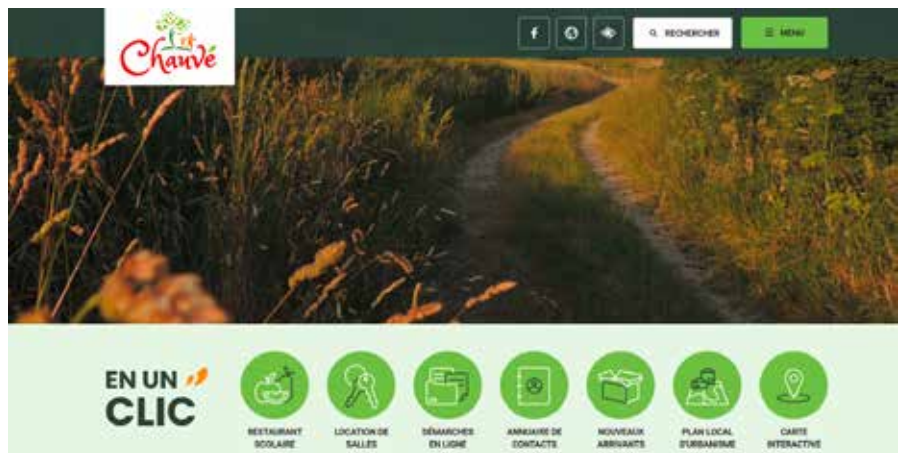 Chauvé
RECHERCHER
MENU
EN UN
CLIC
RESTAURANT
SCOLAIRE
LOCATION DE
SALLES
DÉMARCHES
EN LIGNE
ANNUAIRE DE
CONTACTS
NOUVEAUX
ARRIVANTS
PLAN LOCAL
D'URBANISME
CARTE
INTERACTIVE